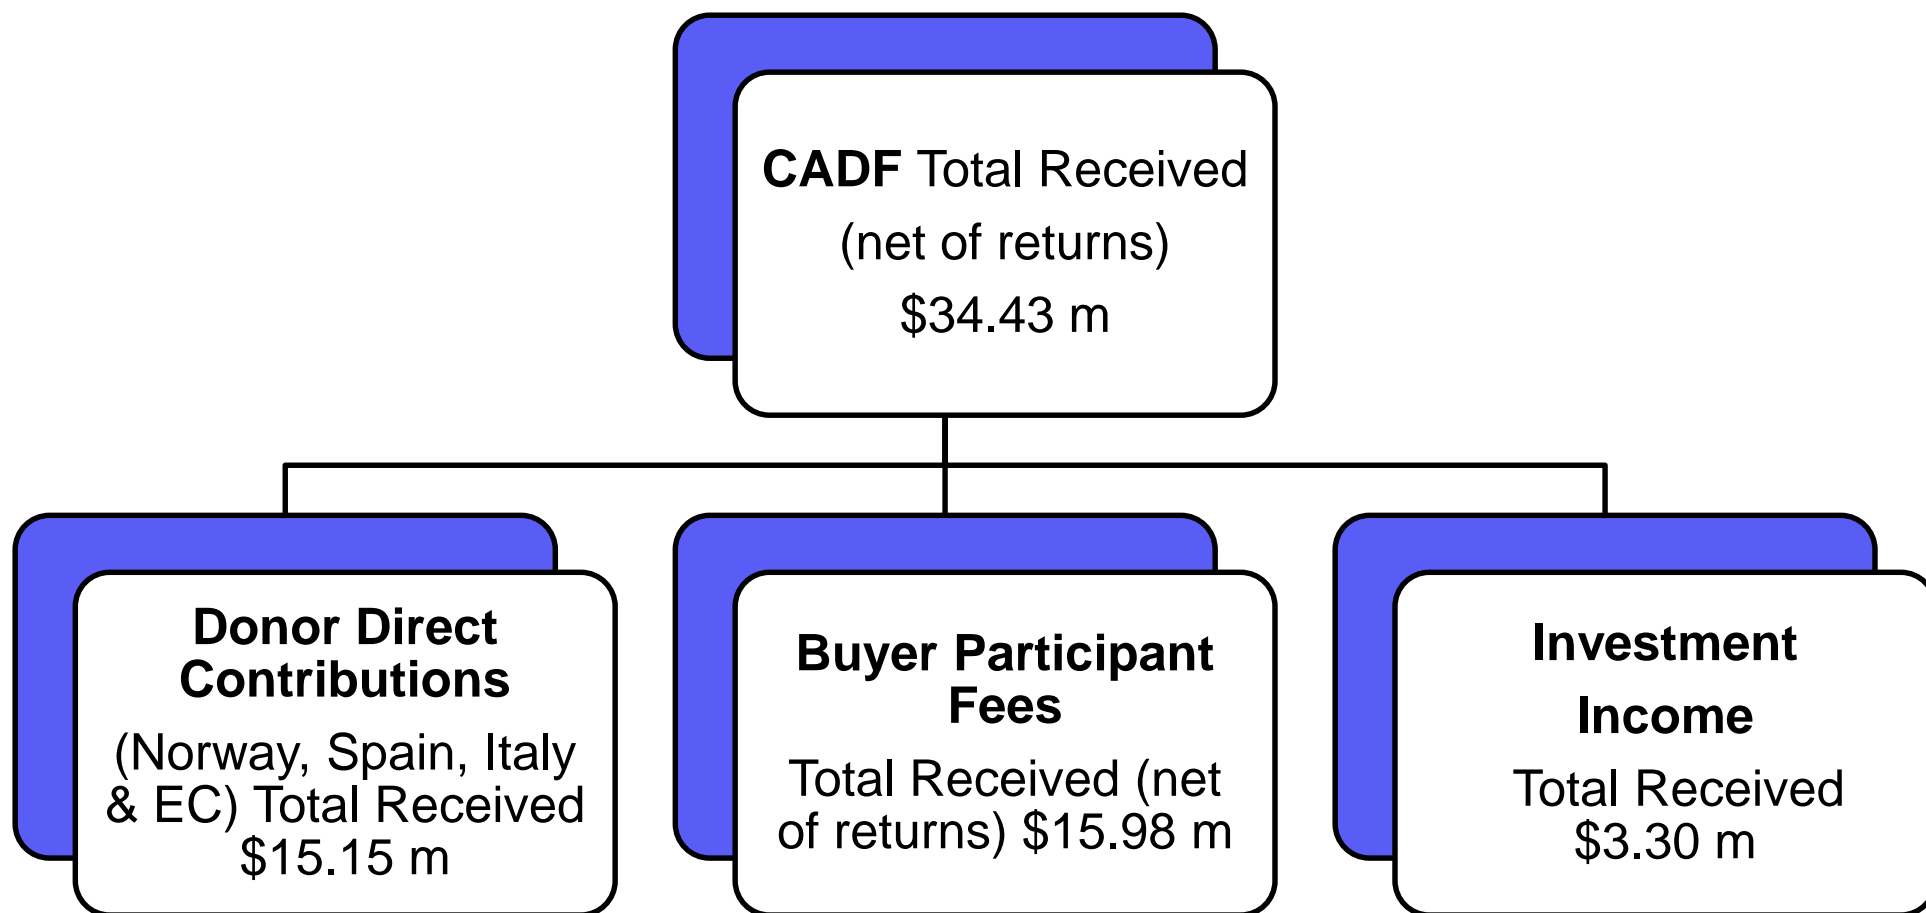 CADF Total Received
(net of returns)
$34.43 m
Donor Direct
Contributions
(Norway, Spain, Italy
& EC) Total Received
$15.15 m
Buyer Participant
Fees
Total Received (net
of returns) $15.98 m
Investment
Income
Total Received
$3.30 m